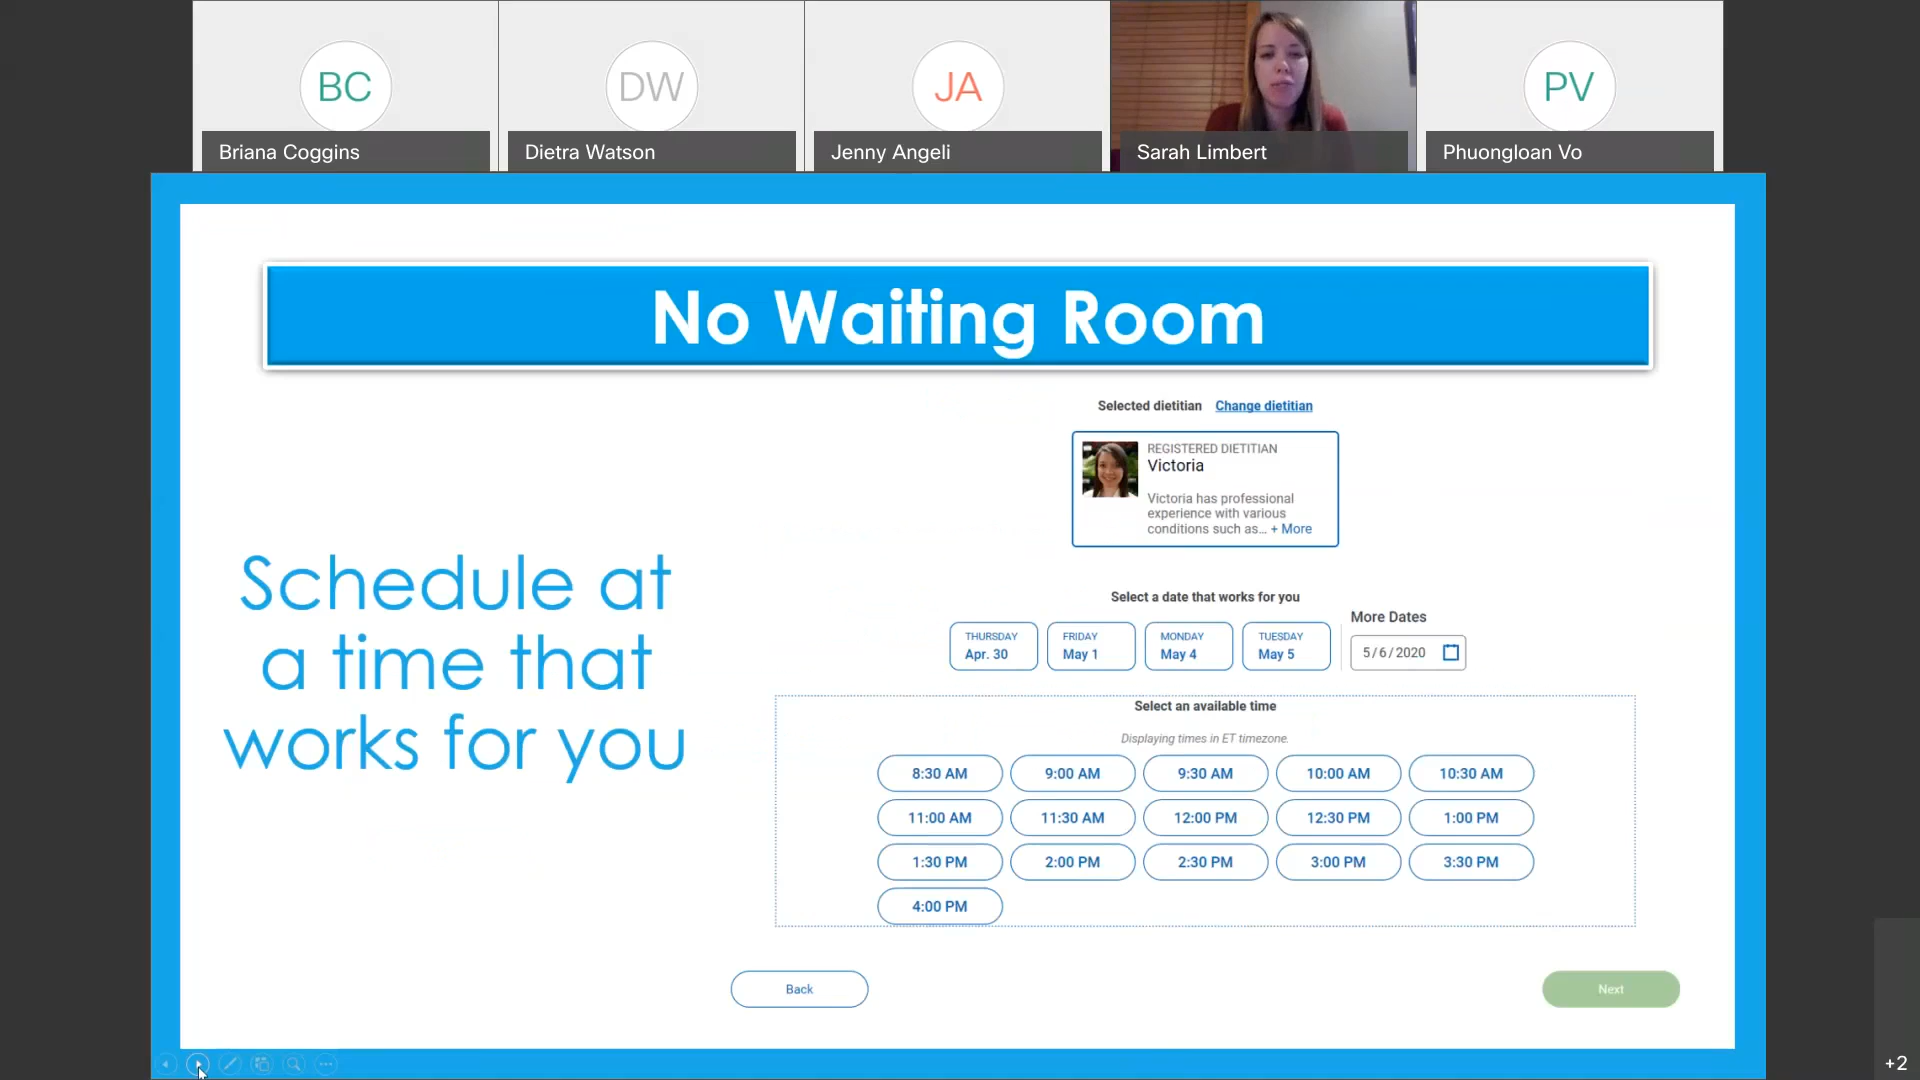 BC
DW
JA
PV
Briana Coggins
Dietra Watson
Jenny Angeli
Sarah Limbert
Phuongloan Vo
No Waiting Room
Schedule at
a time that
works for you
Selected dietitian Change dietitian
REGISTERED DIETITIAN
Victoria
Victoria has professional
experience with various
conditions such as... + More
Select a date that works for you
THURSDAY
Apr. 30
FRIDAY
May 1
MONDAY
May 4
TUESDAY
May 5
More Dates
5/6/2020
Select an available time
Displaying times in ET timezone.
8:30 AM 9:00 AM 9:30 AM 10:00 AM 10:30 AM
11:00 AM 11:30 AM 12:00 PM 12:30 PM 1:00 PM
1:30 PM 2:00 PM 2:30 PM 3:00 PM 3:30 PM
4:00 PM
Back
Next
+2